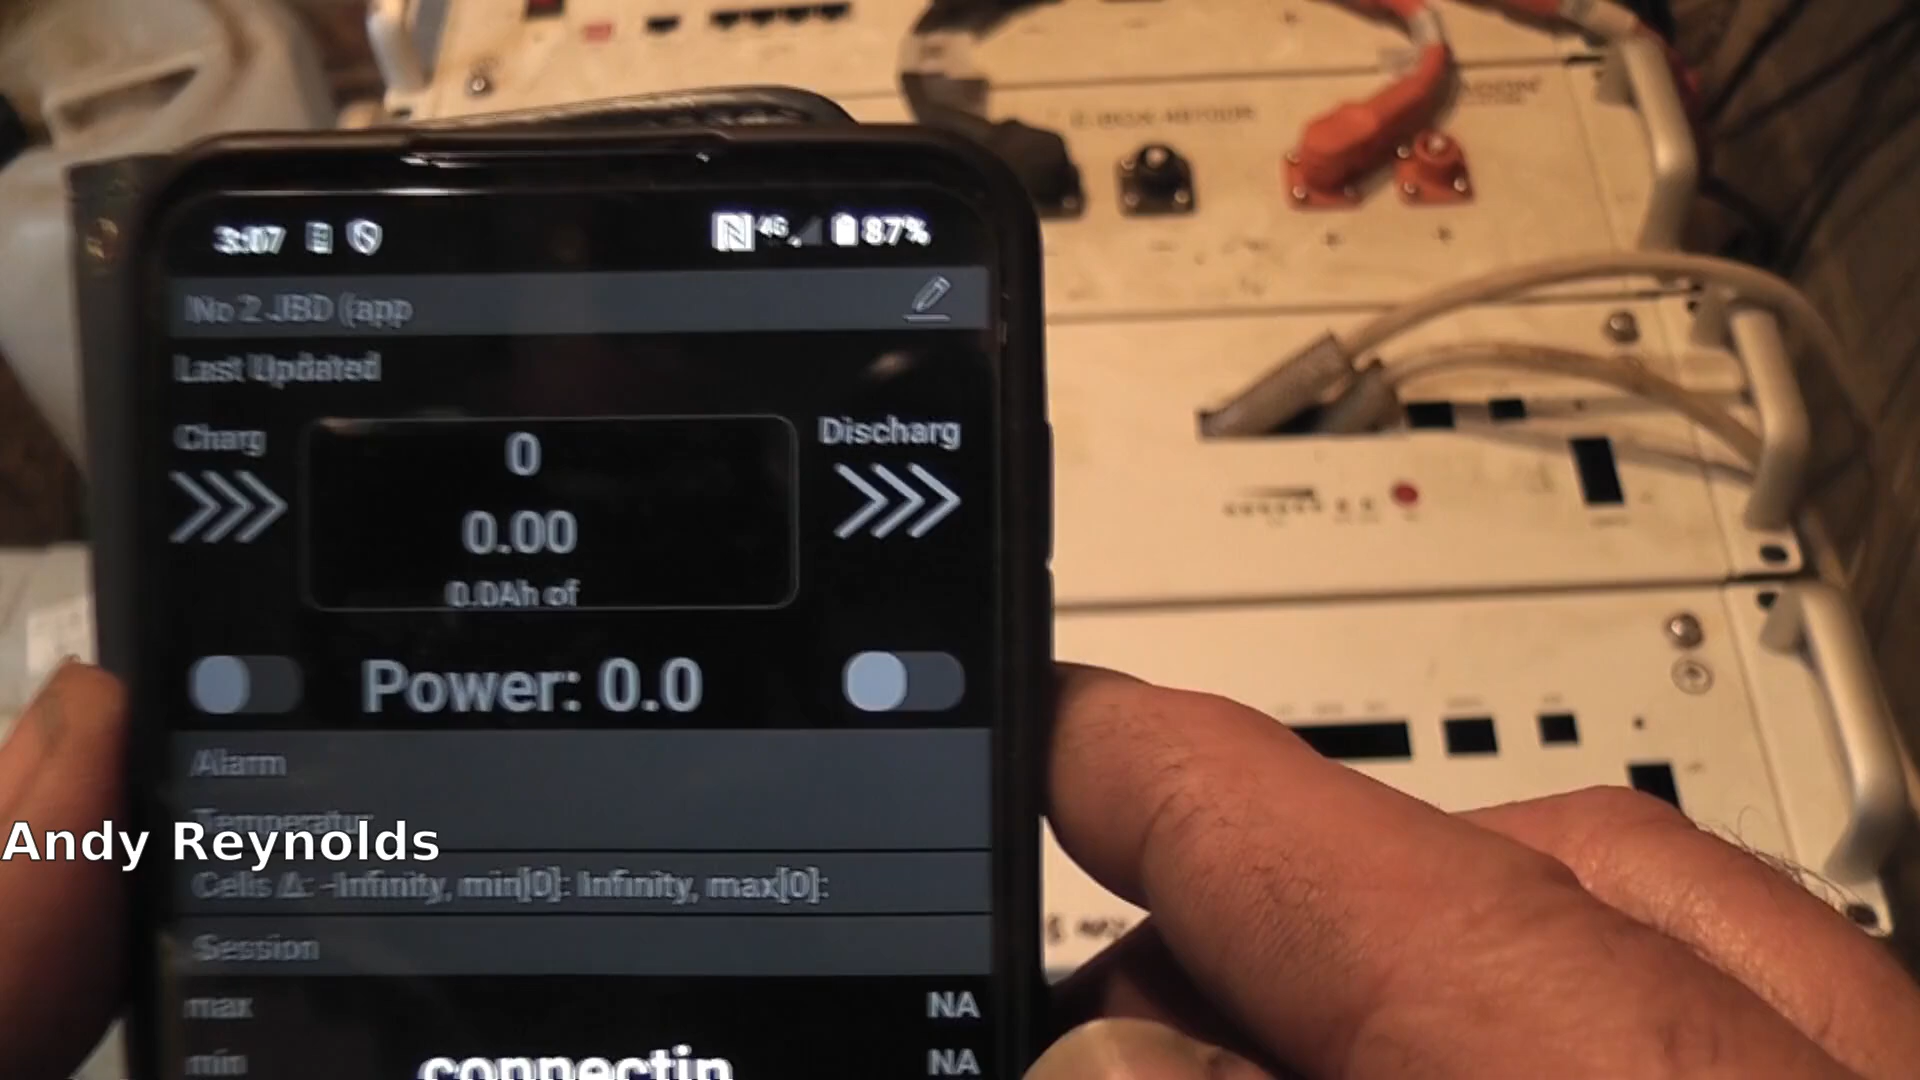 3:07 4G 87%
No 2 JBD (app
Last Updated
Charg
Discharg
0
0.00
0.0Ah of
Power: 0.0
Alarm
Temperatur
Andy Reynolds
Cells Δ: -Infinity, min[0]: Infinity, max[0]:
Session
max NA
min NA
connectin